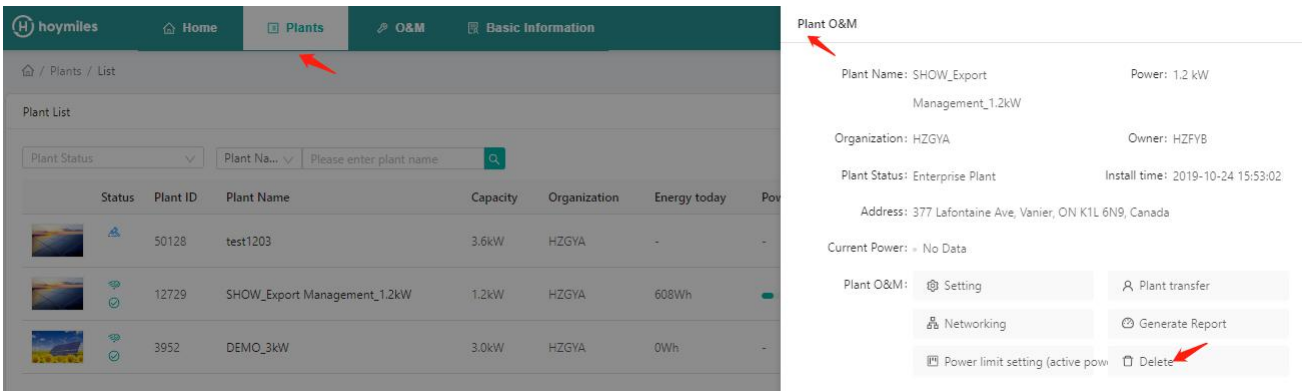 hoymiles Home Plants O&M Basic Information
/ Plants / List
Plant List
Plant Status Plant Na... Please enter plant name
Status Plant ID Plant Name Capacity Organization Energy today Pow
50128 test1203 3.6kW HZGYA - -
12729 SHOW_Export Management_1.2kW 1.2kW HZGYA 608Wh
3952 DEMO_3kW 3.0kW HZGYA 0Wh -
Plant O&M
Plant Name: SHOW_Export Power: 1.2 kW
Management_1.2kW
Organization: HZGYA Owner: HZFYB
Plant Status: Enterprise Plant Install time: 2019-10-24 15:53:02
Address: 377 Lafontaine Ave, Vanier, ON K1L 6N9, Canada
Current Power: No Data
Plant O&M: Setting Plant transfer
Networking Generate Report
Power limit setting (active pow Delete